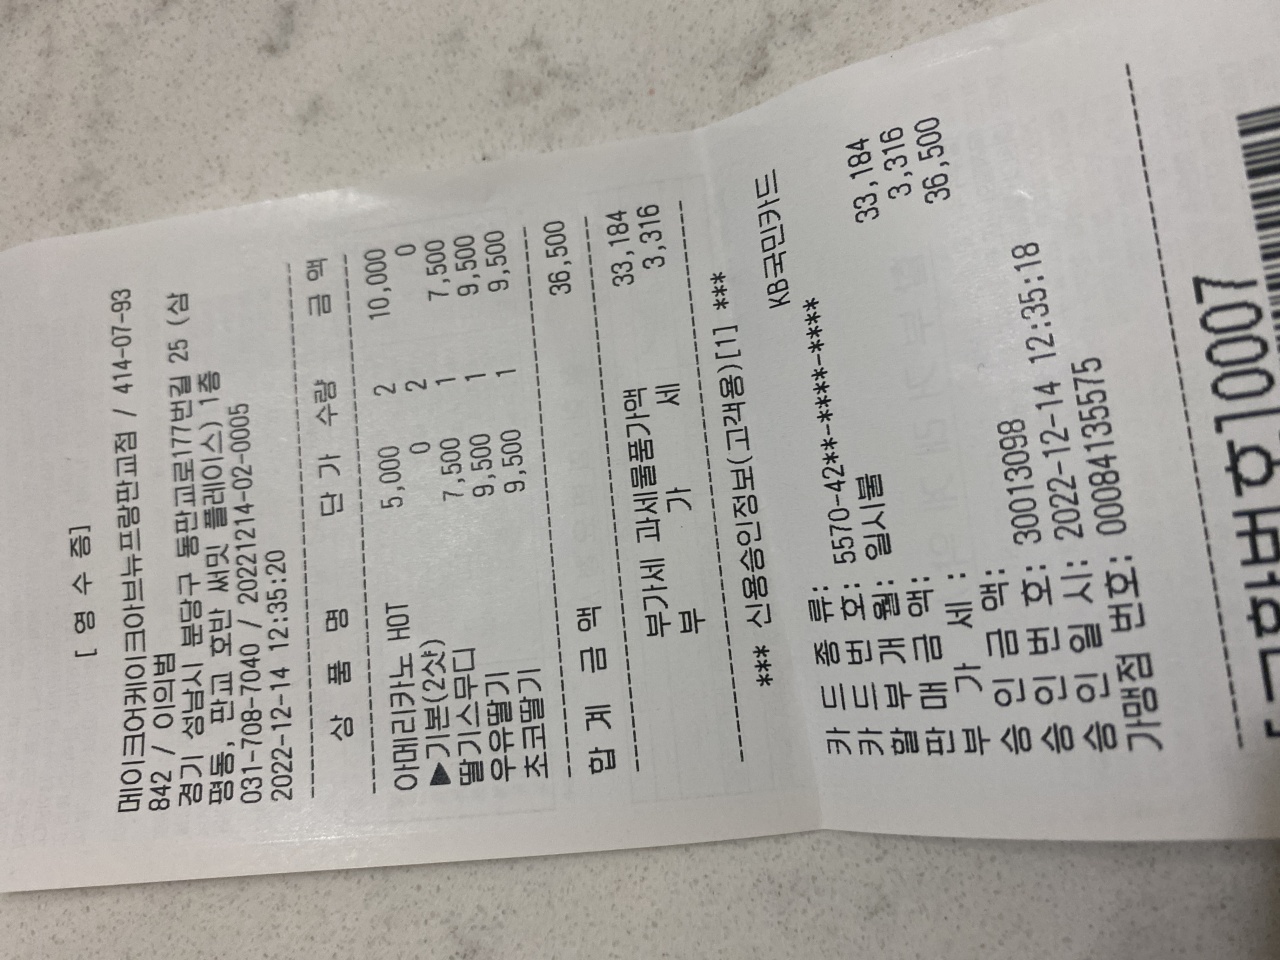 [ 영 수 증]
메이크어케이크아브뉴프랑판교점 / 414-07-93
842 / 이의범
경기 성남시 분당구 동판교로177번길 25 (삼
평동, 판교 호반 써밋 플레이스) 1층
031-708-7040 / 20221214-02-0005
2022-12-14 12:35:20
상 품 명 단 가 수량 금 액
아메리카노 HOT 5,000 2 10,000
▶기본(2샷) 0 2 0
딸기스무디 7,500 1 7,500
우유딸기 9,500 1 9,500
초코딸기 9,500 1 9,500
합 계 금 액 36,500
부가세 과세물품가액 33,184
부 가 세 3,316
*** 신용승인정보(고객용)[1] ***
카 드 종 류: KB국민카드
카 드 번 호: 5570-42**-****-****
할 부 개 월: 일시불
판 매 금 액: 33,184
부 가 세 : 3,316
승 인 금 액: 36,500
승 인 번 호: 30013098
승 인 일 시: 2022-12-14 12:35:18
가맹점 번호: 00084135575
[교환번호]0007